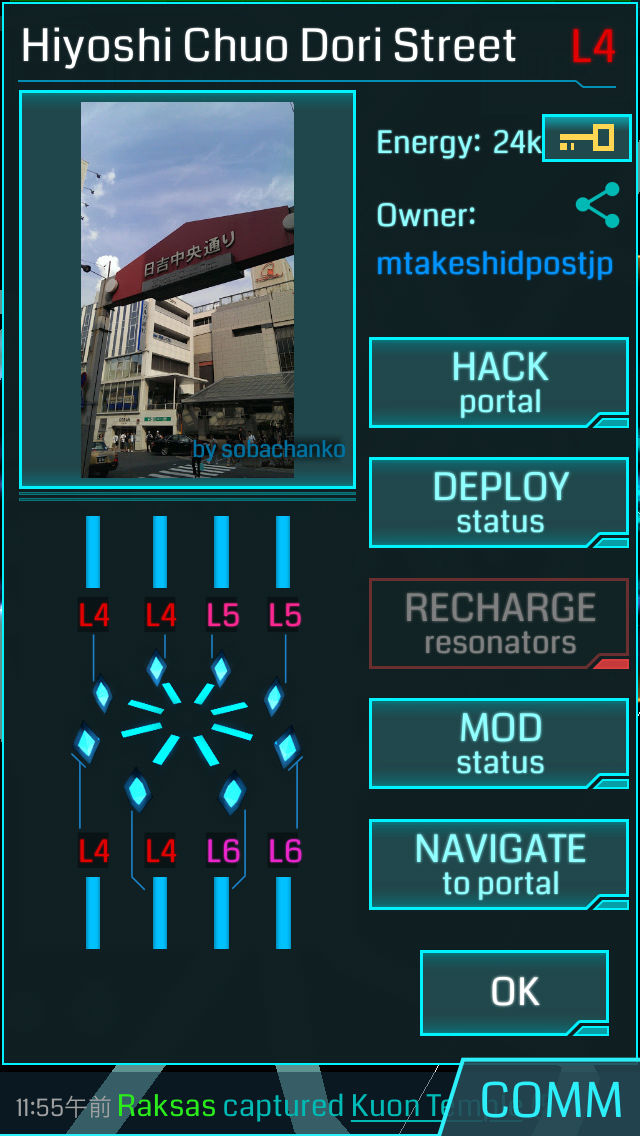 Hiyoshi Chuo Dori Street L4
日吉中央通り
by sobachanko
Energy: 24k
Owner:
mtakeshidpostjp
HACK
portal
DEPLOY
status
RECHARGE
resonators
MOD
status
NAVIGATE
to portal
L4 L4 L5 L5
L4 L4 L6 L6
OK
11:55午前 Raksas captured Kuon Temple
COMM